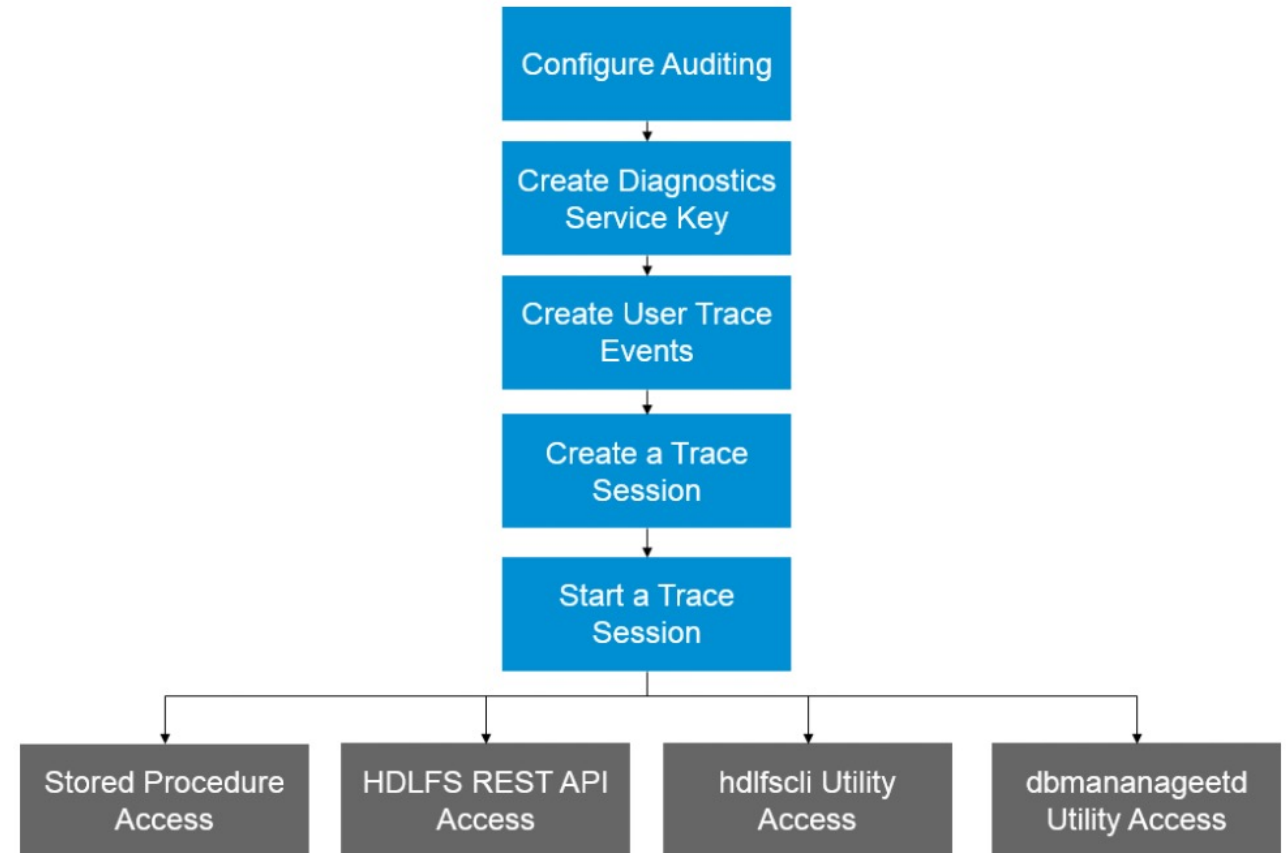 Configure Auditing
Create Diagnostics
Service Key
Create User Trace
Events
Create a Trace
Session
Start a Trace
Session
Stored Procedure
Access
HDLFS REST API
Access
hdlfscli Utility
Access
dbmananageetd
Utility Access